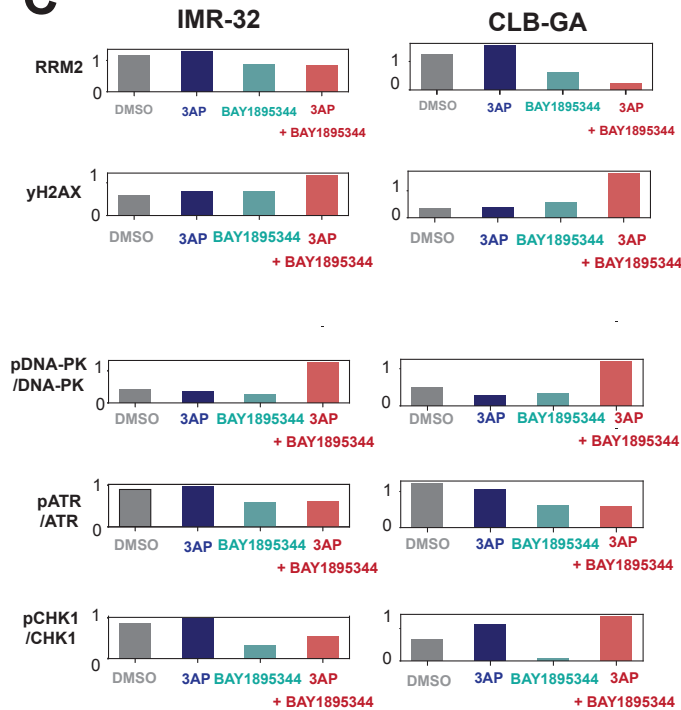 C
IMR-32 CLB-GA
RRM2
1
0
DMSO 3AP BAY1895344 3AP
+ BAY1895344
1
0
DMSO 3AP BAY1895344 3AP
+ BAY1895344
yH2AX
1
0
DMSO 3AP BAY1895344 3AP
+ BAY1895344
1
0
DMSO 3AP BAY1895344 3AP
+ BAY1895344
pDNA-PK
/DNA-PK
1
0
DMSO 3AP BAY1895344 3AP
+ BAY1895344
1
0
DMSO 3AP BAY1895344 3AP
+ BAY1895344
pATR
/ATR
1
0
DMSO 3AP BAY1895344 3AP
+ BAY1895344
1
0
DMSO 3AP BAY1895344 3AP
+ BAY1895344
pCHK1
/CHK1
1
0
DMSO 3AP BAY1895344 3AP
+ BAY1895344
1
0
DMSO 3AP BAY1895344 3AP
+ BAY1895344